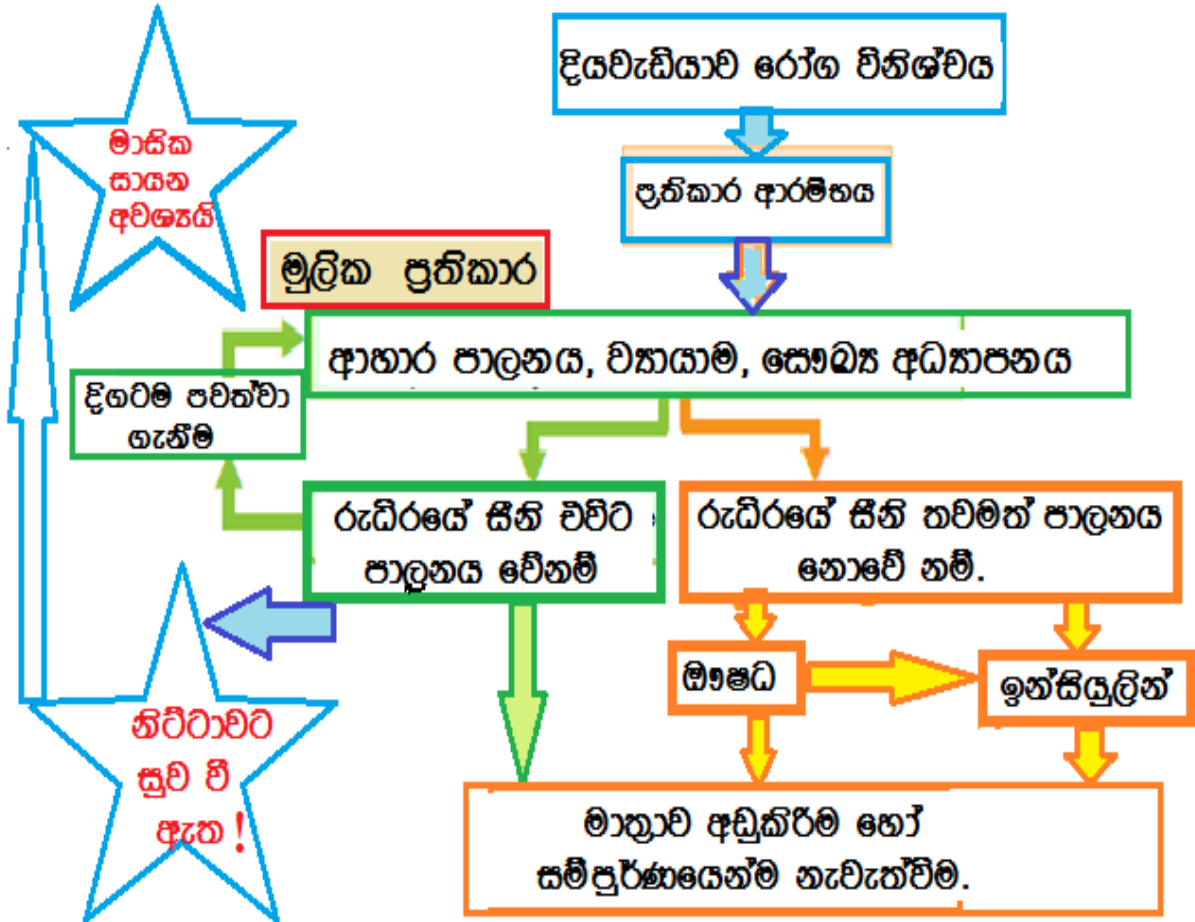 දියවැඩියාව රෝග විනිශ්චය
මාසික
සායන
අවශ්‍යයි
ප්‍රතිකාර ආරම්භය
මුලික ප්‍රතිකාර
ආහාර පාලනය, ව්‍යායාම, සෞඛ්‍ය අධ්‍යාපනය
දිගටම පවත්වා
ගැනීම
රුධිරයේ සීනි එවිට
පාලනය වේනම්
රුධිරයේ සීනි තවමත් පාලනය
නොවේ නම්.
ඖෂධ
ඉන්සියුලින්
නිට්ටාවට
සුව වී
ඇත !
මාත්‍රාව අඩුකිරීම හෝ
සම්පුර්ණයෙන්ම නැවැත්වීම.